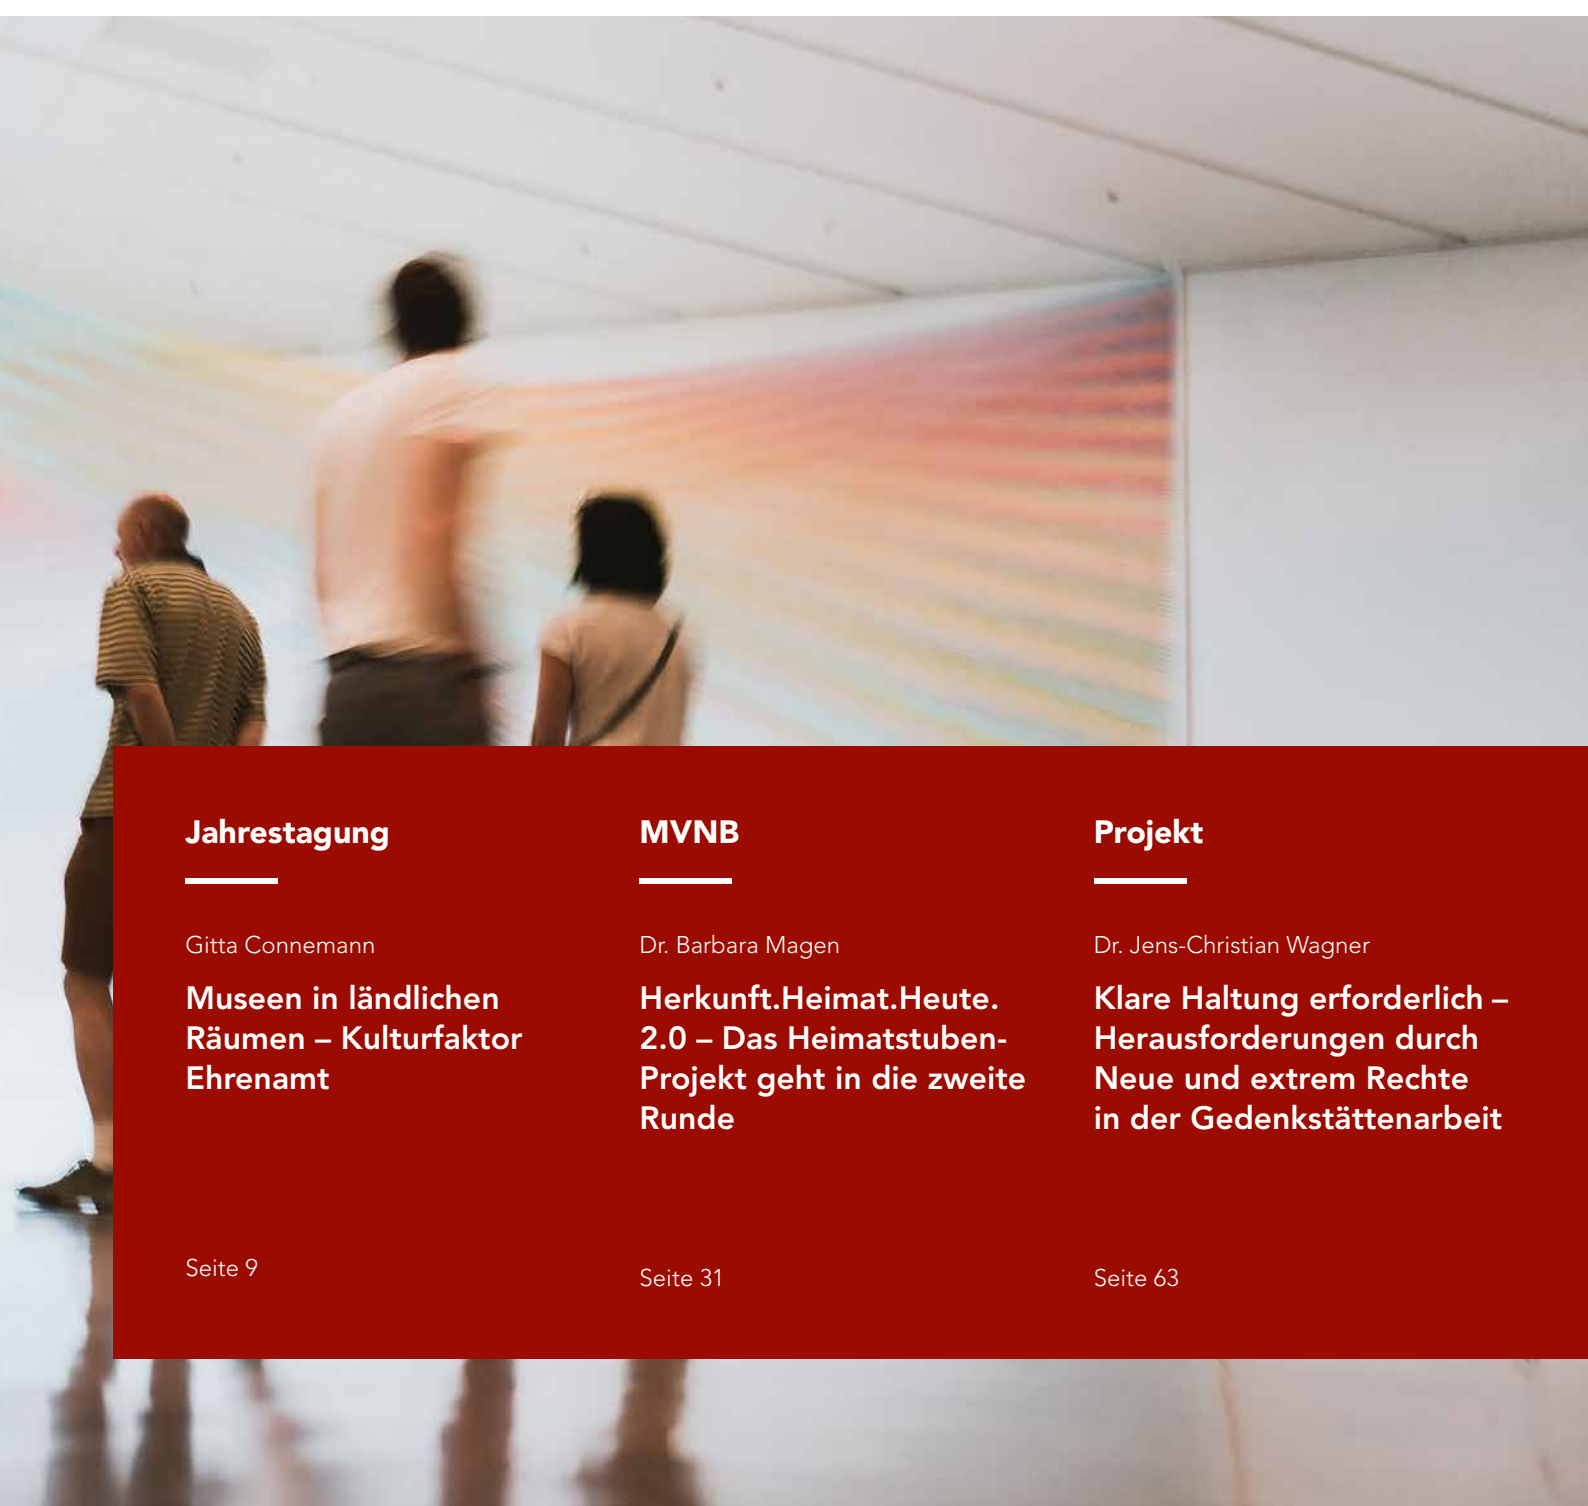 Jahrestagung
Gitta Connemann
Museen in ländlichen
Räumen – Kulturfaktor
Ehrenamt
Seite 9
MVNB
Dr. Barbara Magen
Herkunft.Heimat.Heute.
2.0 – Das Heimatstuben-
Projekt geht in die zweite
Runde
Seite 31
Projekt
Dr. Jens-Christian Wagner
Klare Haltung erforderlich –
Herausforderungen durch
Neue und extrem Rechte
in der Gedenkstättenarbeit
Seite 63